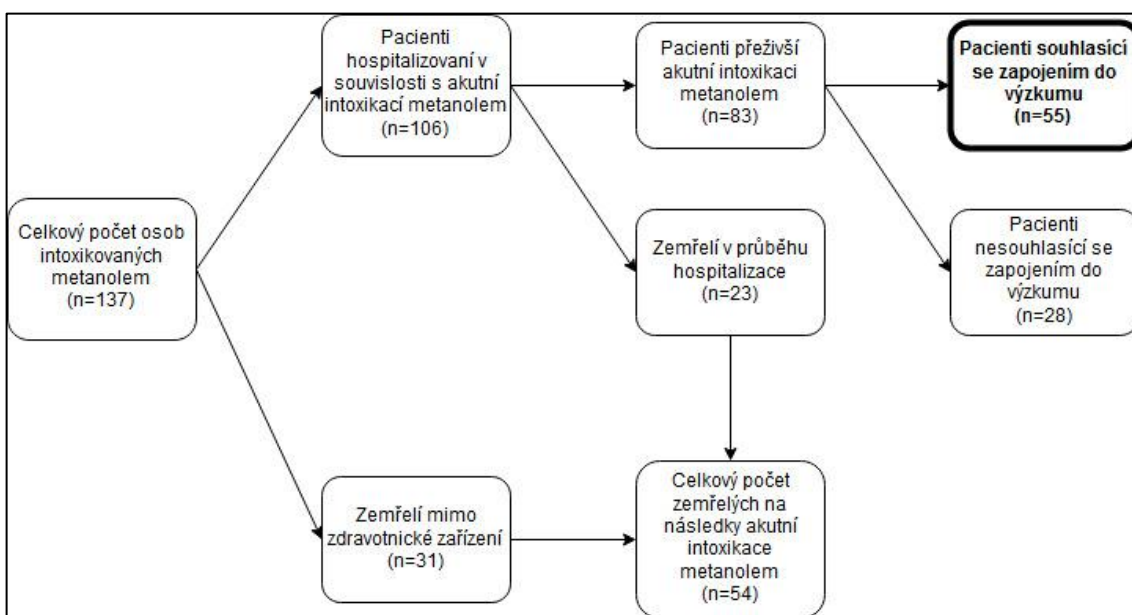 Celkový počet osob
intoxikovaných
metanolem
(n=137)
Pacienti
hospitalizovaní v
souvislosti s akutní
intoxikací metanolem
(n=106)
Pacienti přeživší
akutní intoxikaci
metanolem
(n=83)
Pacienti souhlasící
se zapojením do
výzkumu
(n=55)
Zemřelí v průběhu
hospitalizace
(n=23)
Pacienti
nesouhlasící se
zapojením do
výzkumu
(n=28)
Zemřelí mimo
zdravotnické zařízení
(n=31)
Celkový počet
zemřelých na
následky akutní
intoxikace
metanolem
(n=54)